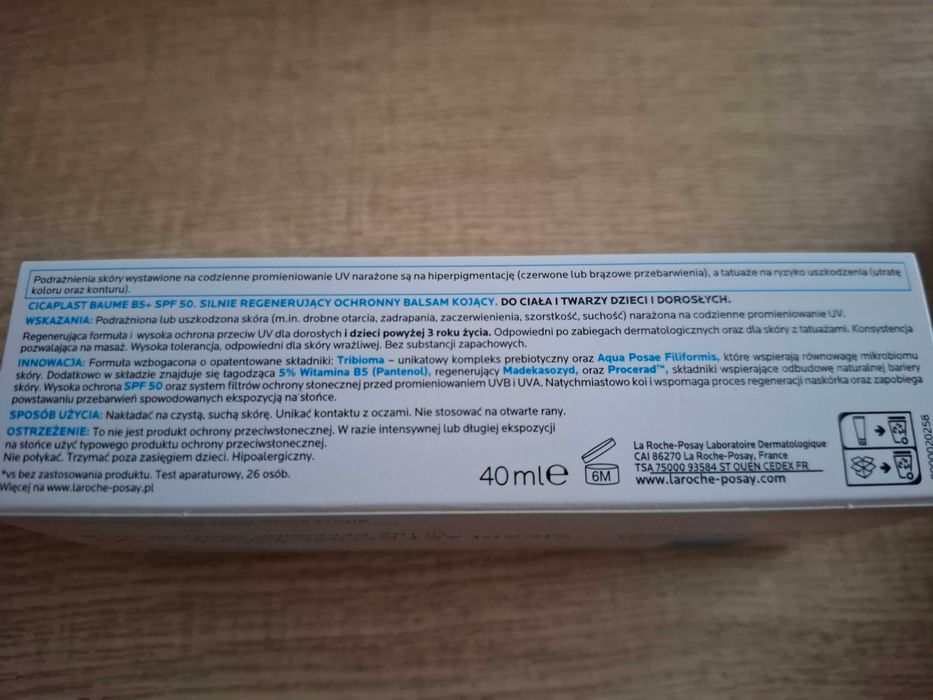 Podrażnienia skóry wystawione na codzienne promieniowanie UV narażone są na hiperpigmentację (czerwone lub brązowe przebarwienia), a tatuaże na ryzyko uszkodzenia (utratę
koloru oraz konturu).
CICAPLAST BAUME B5+ SPF 50. SILNIE REGENERUJĄCY OCHRONNY BALSAM KOJĄCY. DO CIAŁA I TWARZY DZIECI I DOROSŁYCH.
WSKAZANIA: Podrażniona lub uszkodzona skóra (m.in. drobne otarcia, zadrapania, zaczerwienienia, szorstkość, suchość) narażona na codzienne promieniowanie UV.
Regenerująca formuła i wysoka ochrona przeciw UV dla dorosłych i dzieci powyżej 3 roku życia. Odpowiedni po zabiegach dermatologicznych oraz dla skóry z tatuażami. Konsystencja
pozwalająca na masaż. Wysoka tolerancja, odpowiedni dla skóry wrażliwej. Bez substancji zapachowych.
INNOWACJA: Formuła wzbogacona o opatentowane składniki: Tribioma – unikatowy kompleks prebiotyczny oraz Aqua Posae Filiformis, które wspierają równowagę mikrobiomu
skóry. Dodatkowo w składzie znajduje się łagodząca 5% Witamina B5 (Pantenol), regenerujący Madekasozyd, oraz Procerad™, składniki wspierające odbudowę naturalnej bariery
skóry. Wysoka ochrona SPF 50 oraz system filtrów ochrony słonecznej przed promieniowaniem UVB i UVA. Natychmiastowo koi i wspomaga proces regeneracji naskórka oraz zapobiega
powstawaniu przebarwień spowodowanych ekspozycją na słońce.
SPOSÓB UŻYCIA: Nakładać na czystą, suchą skórę. Unikać kontaktu z oczami. Nie stosować na otwarte rany.
OSTRZEŻENIE: To nie jest produkt ochrony przeciwsłonecznej. W razie intensywnej lub długiej ekspozycji
na słońce użyć typowego produktu ochrony przeciwsłonecznej.
Nie połykać. Trzymać poza zasięgiem dzieci. Hipoalergiczny.
*vs bez zastosowania produktu. Test aparaturowy, 26 osób.
Więcej na www.laroche-posay.pl
40 ml e
6M
La Roche-Posay Laboratoire Dermatologique
CAI 86270 La Roche-Posay, France
TSA 75000 93584 ST OUEN CEDEX FR
www.laroche-posay.com